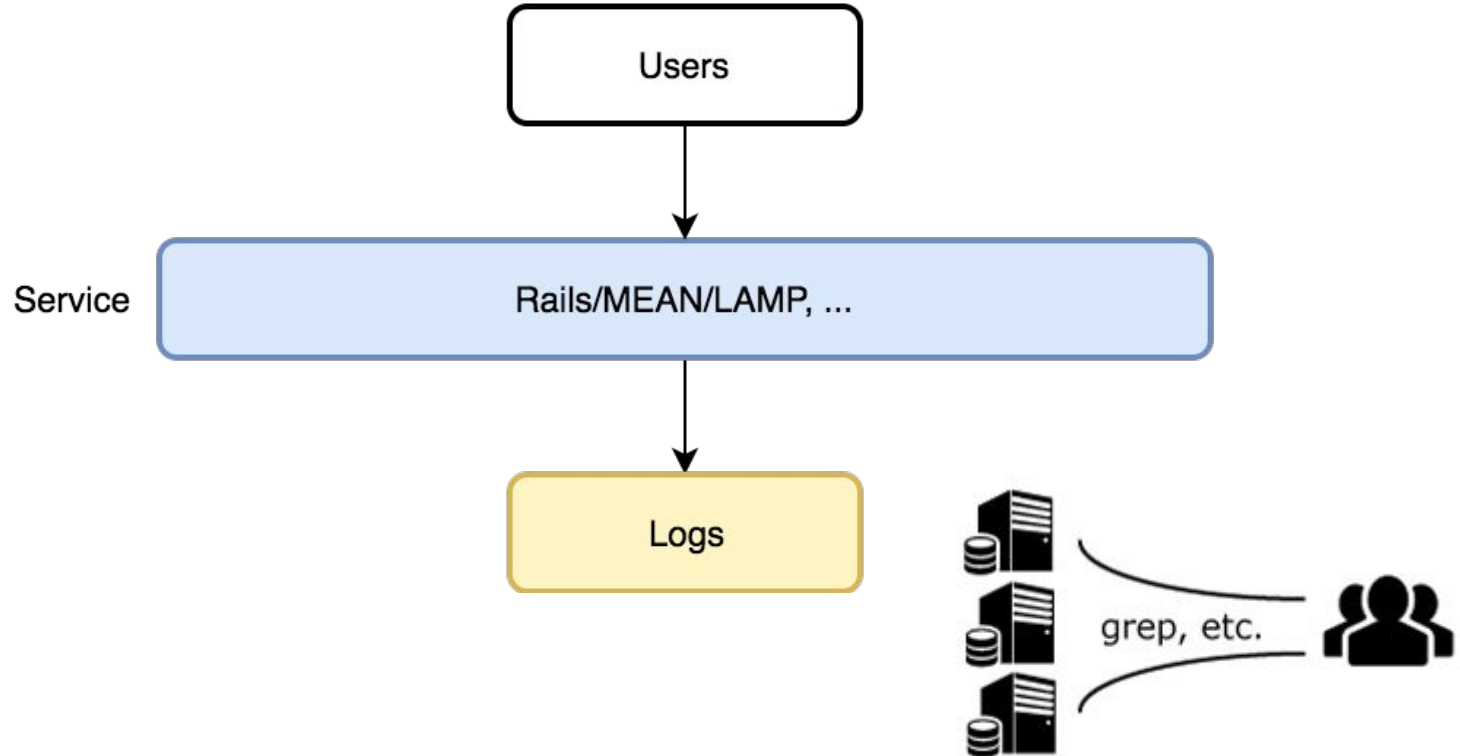 Users
Service
Rails/MEAN/LAMP, ...
Logs
grep, etc.